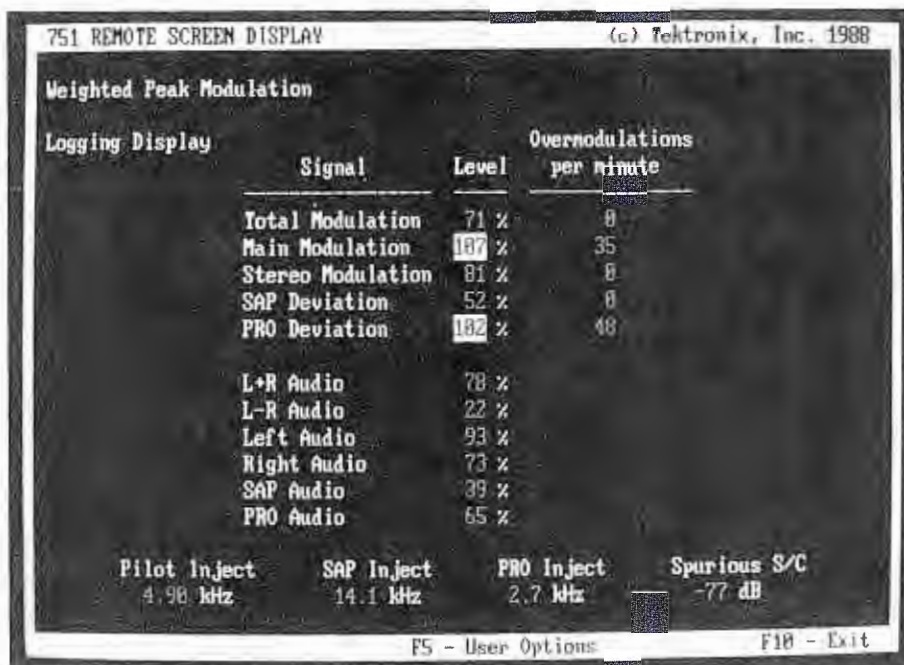 751 REMOTE SCREEN DISPLAY (c) Tektronix, Inc. 1988
Weighted Peak Modulation
Logging Display
Overmodulations
Signal Level per minute
Total Modulation 71 % 0
Main Modulation 107 % 35
Stereo Modulation 81 % 0
SAP Deviation 52 % 0
PRO Deviation 102 % 48
L+R Audio 78 %
L-R Audio 22 %
Left Audio 93 %
Right Audio 73 %
SAP Audio 39 %
PRO Audio 65 %
Pilot Inject SAP Inject PRO Inject Spurious S/C
4.90 kHz 14.1 kHz 2.7 kHz -77 dB
F5 - User Options F10 - Exit